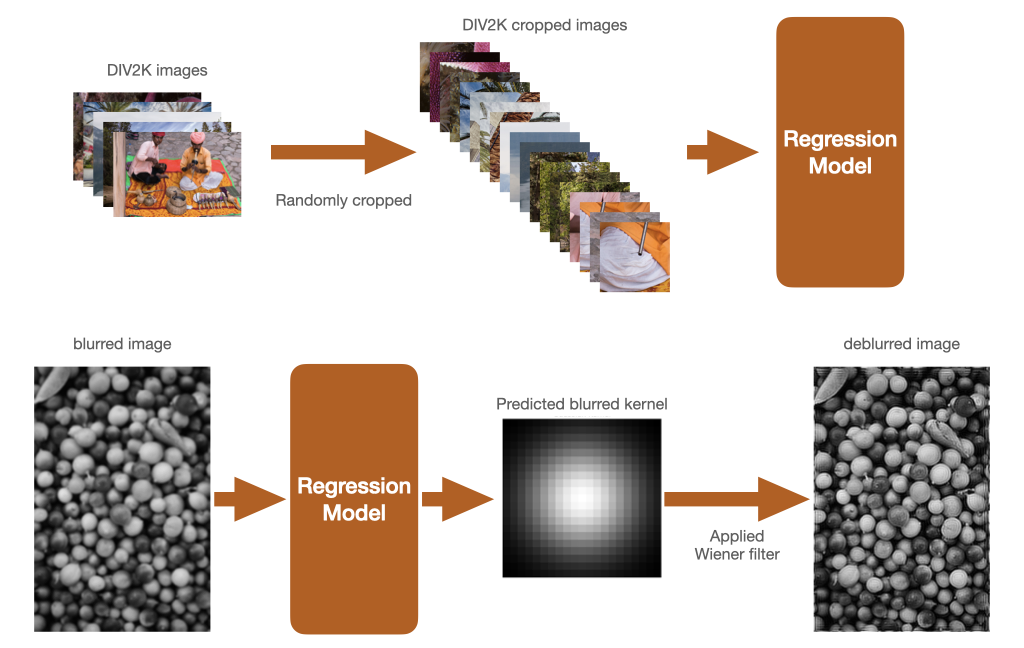 DIV2K images
Randomly cropped
DIV2K cropped images
Regression
Model
blurred image
Regression
Model
Predicted blurred kernel
Applied
Wiener filter
deblurred image